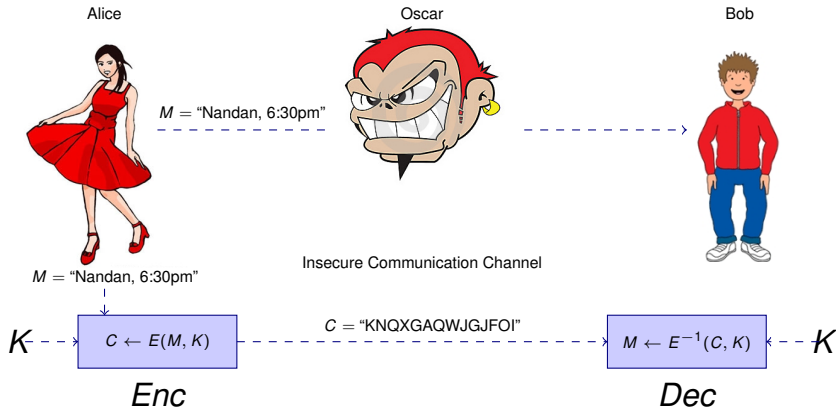 Alice
Oscar
Bob
M = “Nandan, 6:30pm”
Insecure Communication Channel
M = “Nandan, 6:30pm”
C = “KNQXGAQWJGJFOI”
K
C ← E(M, K)
M ← E⁻¹(C, K)
K
Enc
Dec